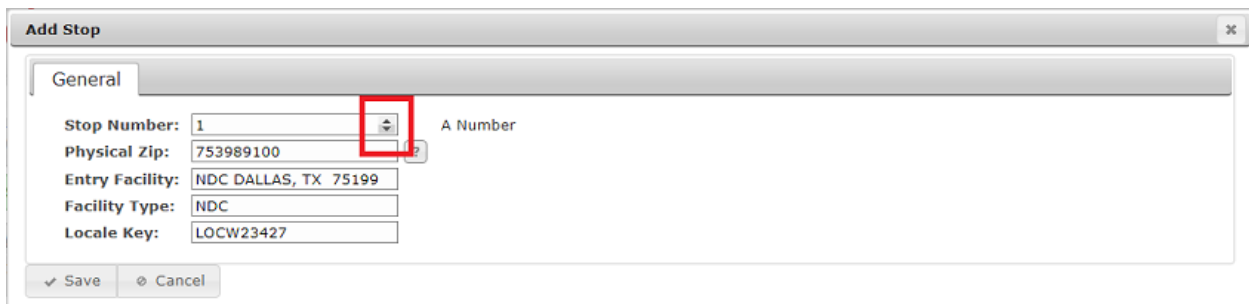 Add Stop
General
Stop Number: 1 A Number
Physical Zip: 753989100 ?
Entry Facility: NDC DALLAS, TX 75199
Facility Type: NDC
Locale Key: LOCW23427
Save Cancel